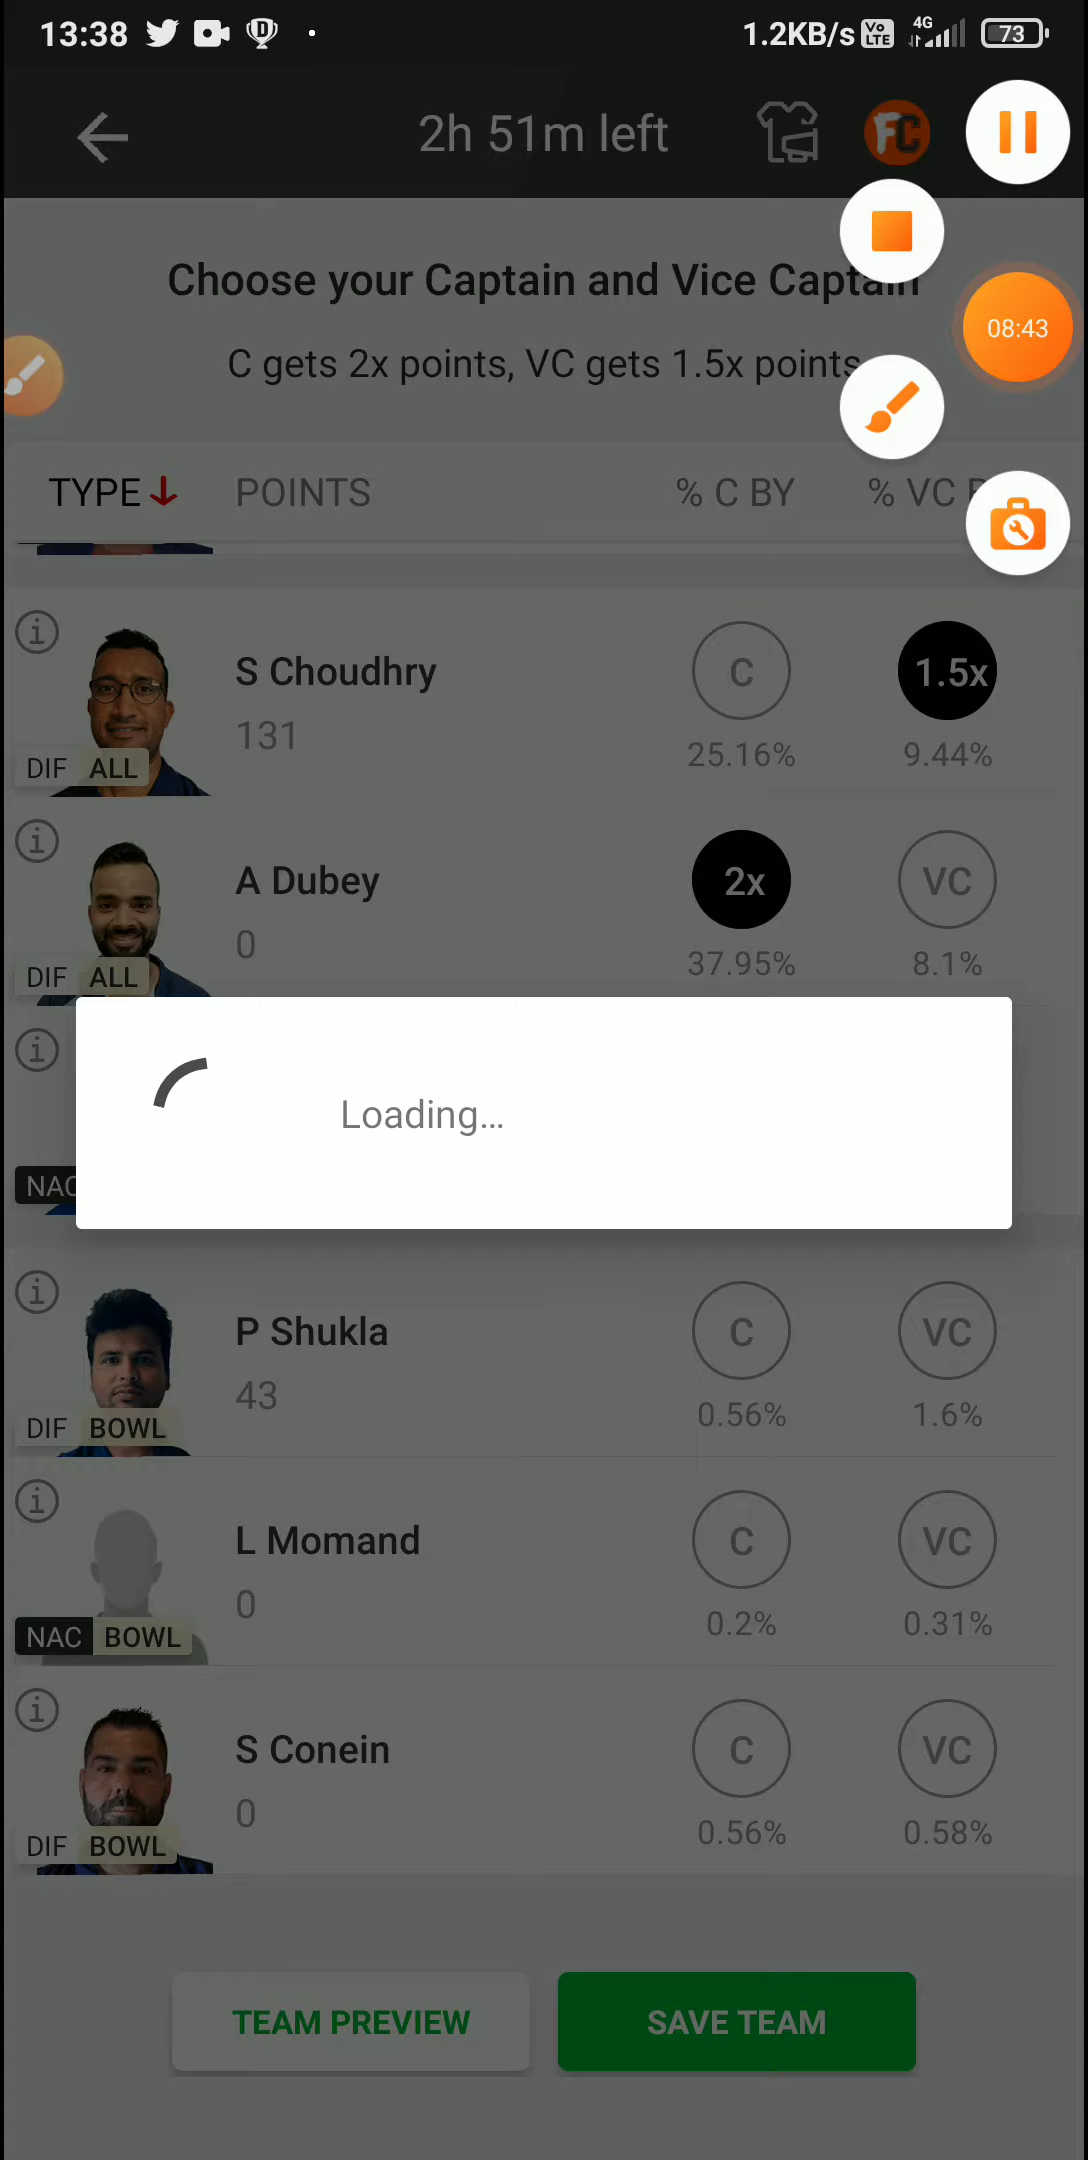 13:38 1.2KB/s Vo LTE 4G 73
2h 51m left FC
Choose your Captain and Vice Captain
08:43
C gets 2x points, VC gets 1.5x points
TYPE POINTS % C BY % VC
S Choudhry C 1.5x
131 25.16% 9.44%
DIF ALL
A Dubey 2x VC
0 37.95% 8.1%
DIF ALL
Loading...
NAC
P Shukla C VC
43 0.56% 1.6%
DIF BOWL
L Momand C VC
0 0.2% 0.31%
NAC BOWL
S Conein C VC
0 0.56% 0.58%
DIF BOWL
TEAM PREVIEW SAVE TEAM